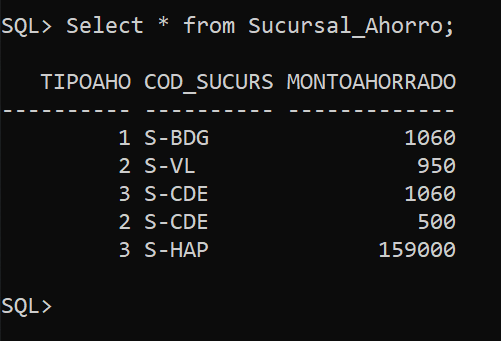 SQL> Select * from Sucursal_Ahorro;
TIPOAHO COD_SUCURS MONTOAHORRADO
---------- ---------- -------------
1 S-BDG 1060
2 S-VL 950
3 S-CDE 1060
2 S-CDE 500
3 S-HAP 159000
SQL>